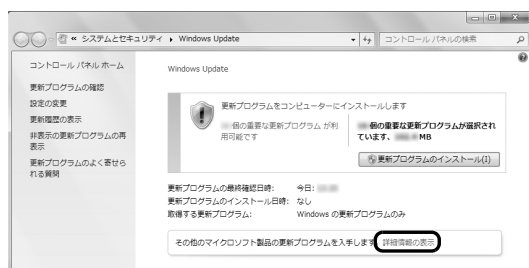 システムとセキュリティ ▸ Windows Update
コントロール パネルの検索
コントロール パネル ホーム
更新プログラムの確認
設定の変更
更新履歴の表示
非表示の更新プログラムの再
表示
更新プログラムのよく寄せら
れる質問
Windows Update
更新プログラムをコンピューターにインストールします
個の重要な更新プログラム が利
用可能です
個の重要な更新プログラムが選択され
ています、 MB
更新プログラムのインストール(I)
更新プログラムの最終確認日時: 今日:
更新プログラムのインストール日時: なし
取得する更新プログラム: Windows の更新プログラムのみ
その他のマイクロソフト製品の更新プログラムを入手します 詳細情報の表示